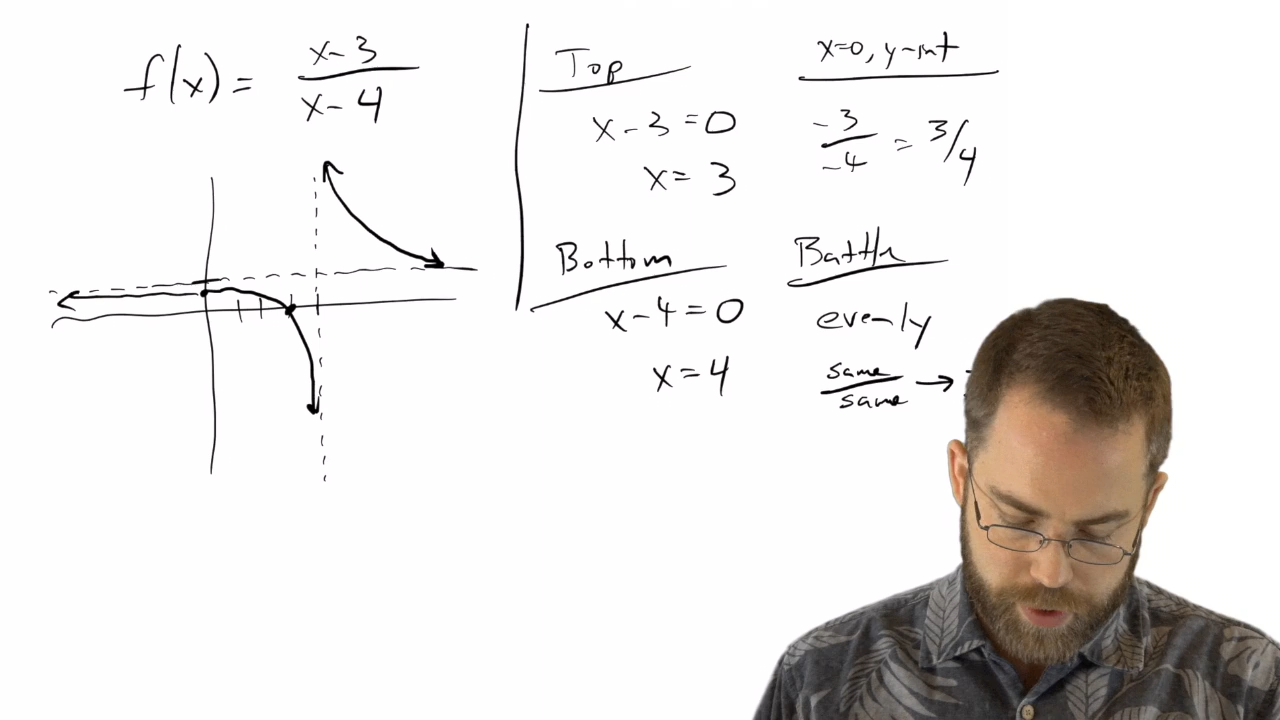 f(x) = x-3 / x-4
Top
x-3=0
x=3
x=0, y-int
-3/-4 = 3/4
Bottom
x-4=0
x=4
Battle
evenly
same/same →